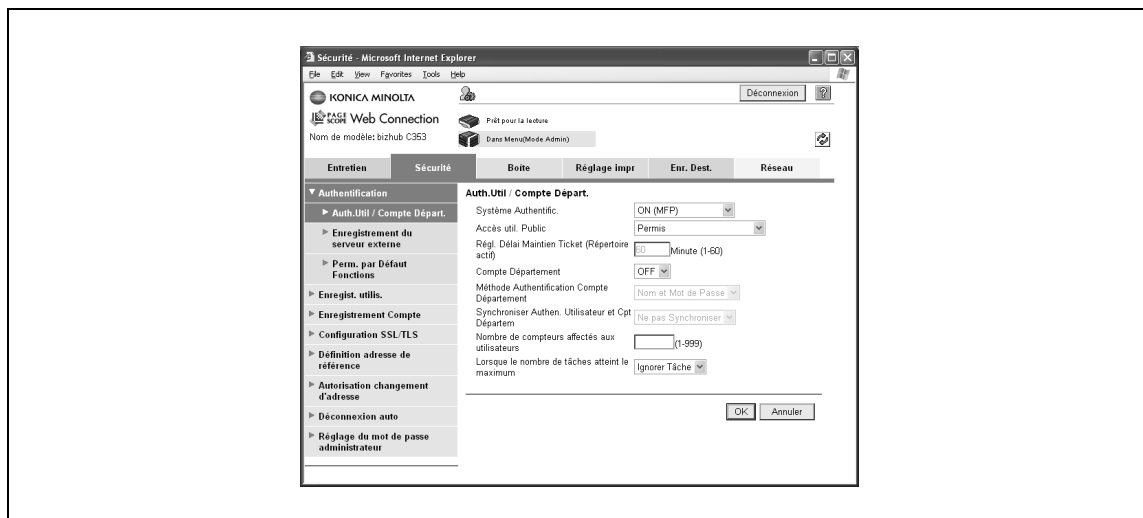 Sécurité - Microsoft Internet Explorer
File Edit View Favorites Tools Help
KONICA MINOLTA
Déconnexion ?
PAGE SCOPE Web Connection
Prêt pour la lecture
Nom de modèle: bizhub C353
Dans Menu(Mode Admin)
Entretien Sécurité Boîte Réglage impr Enr. Dest. Réseau
Authentification
Auth.Util / Compte Départ.
Enregistrement du
serveur externe
Perm. par Défaut
Fonctions
Enregist. utilis.
Enregistrement Compte
Configuration SSL/TLS
Définition adresse de
référence
Autorisation changement
d'adresse
Déconnexion auto
Réglage du mot de passe
administrateur
Auth.Util / Compte Départ.
Système Authentific. ON (MFP)
Accès util. Public Permis
Régl. Délai Maintien Ticket (Répertoire
actif) 60 Minute (1-60)
Compte Département OFF
Méthode Authentification Compte
Département Nom et Mot de Passe
Synchroniser Authen. Utilisateur et Cpt
Départem Ne pas Synchroniser
Nombre de compteurs affectés aux
utilisateurs (1-999)
Lorsque le nombre de tâches atteint le
maximum Ignorer Tâche
OK Annuler